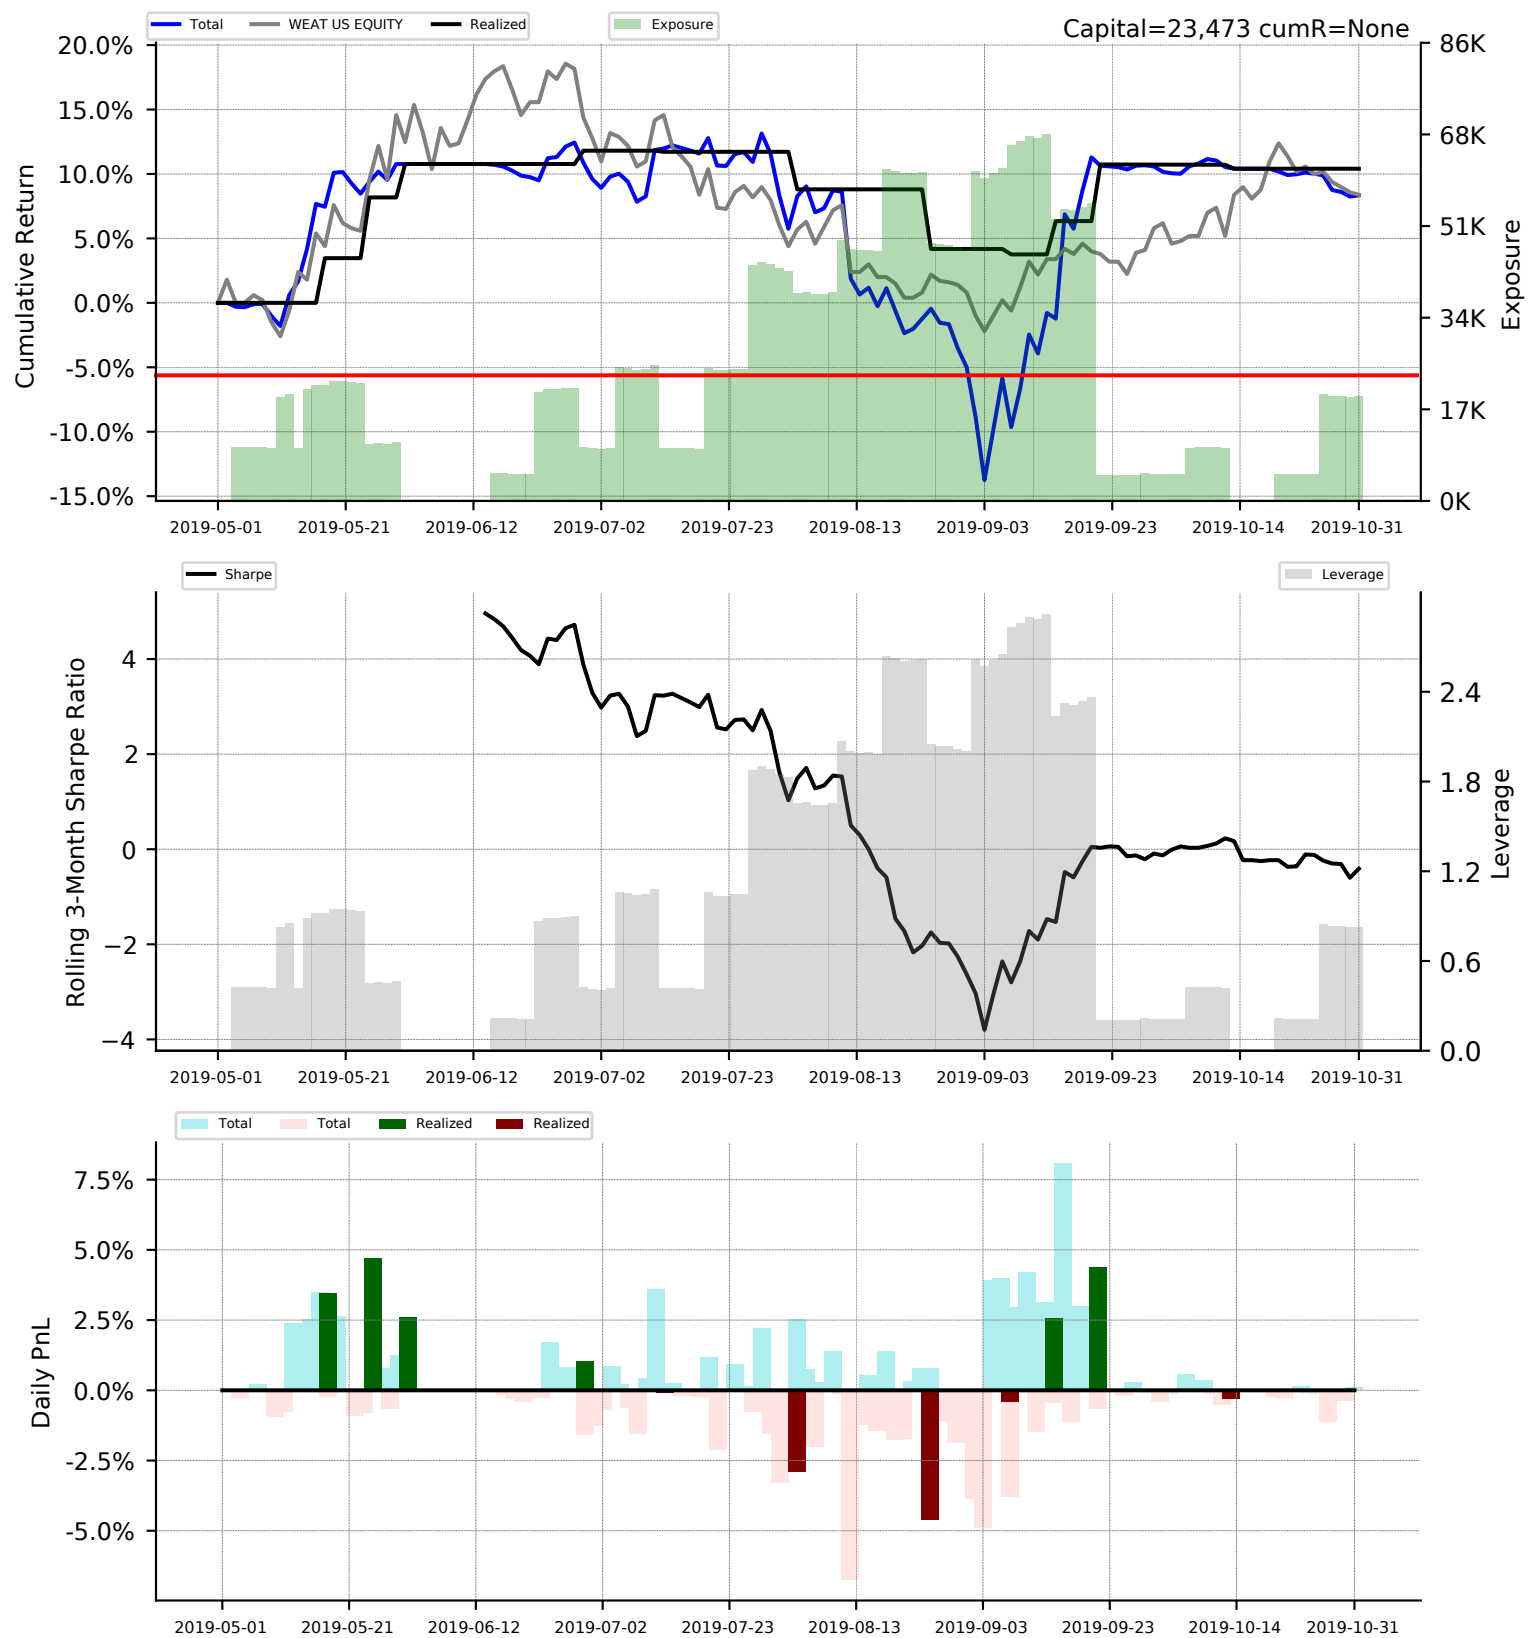 Total WEAT US EQUITY Realized Exposure Capital=23,473 cumR=None
20.0% 86K
15.0% 68K
10.0% 51K
5.0%
0.0% 34K
-5.0%
-10.0% 17K
-15.0% 0K
Cumulative Return
Exposure
2019-05-01 2019-05-21 2019-06-12 2019-07-02 2019-07-23 2019-08-13 2019-09-03 2019-09-23 2019-10-14 2019-10-31
Sharpe Leverage
4
2.4
2
1.8
0
1.2
−2
0.6
−4
0.0
Rolling 3-Month Sharpe Ratio
Leverage
2019-05-01 2019-05-21 2019-06-12 2019-07-02 2019-07-23 2019-08-13 2019-09-03 2019-09-23 2019-10-14 2019-10-31
Total Total Realized Realized
7.5%
5.0%
2.5%
0.0%
-2.5%
-5.0%
Daily PnL
2019-05-01 2019-05-21 2019-06-12 2019-07-02 2019-07-23 2019-08-13 2019-09-03 2019-09-23 2019-10-14 2019-10-31